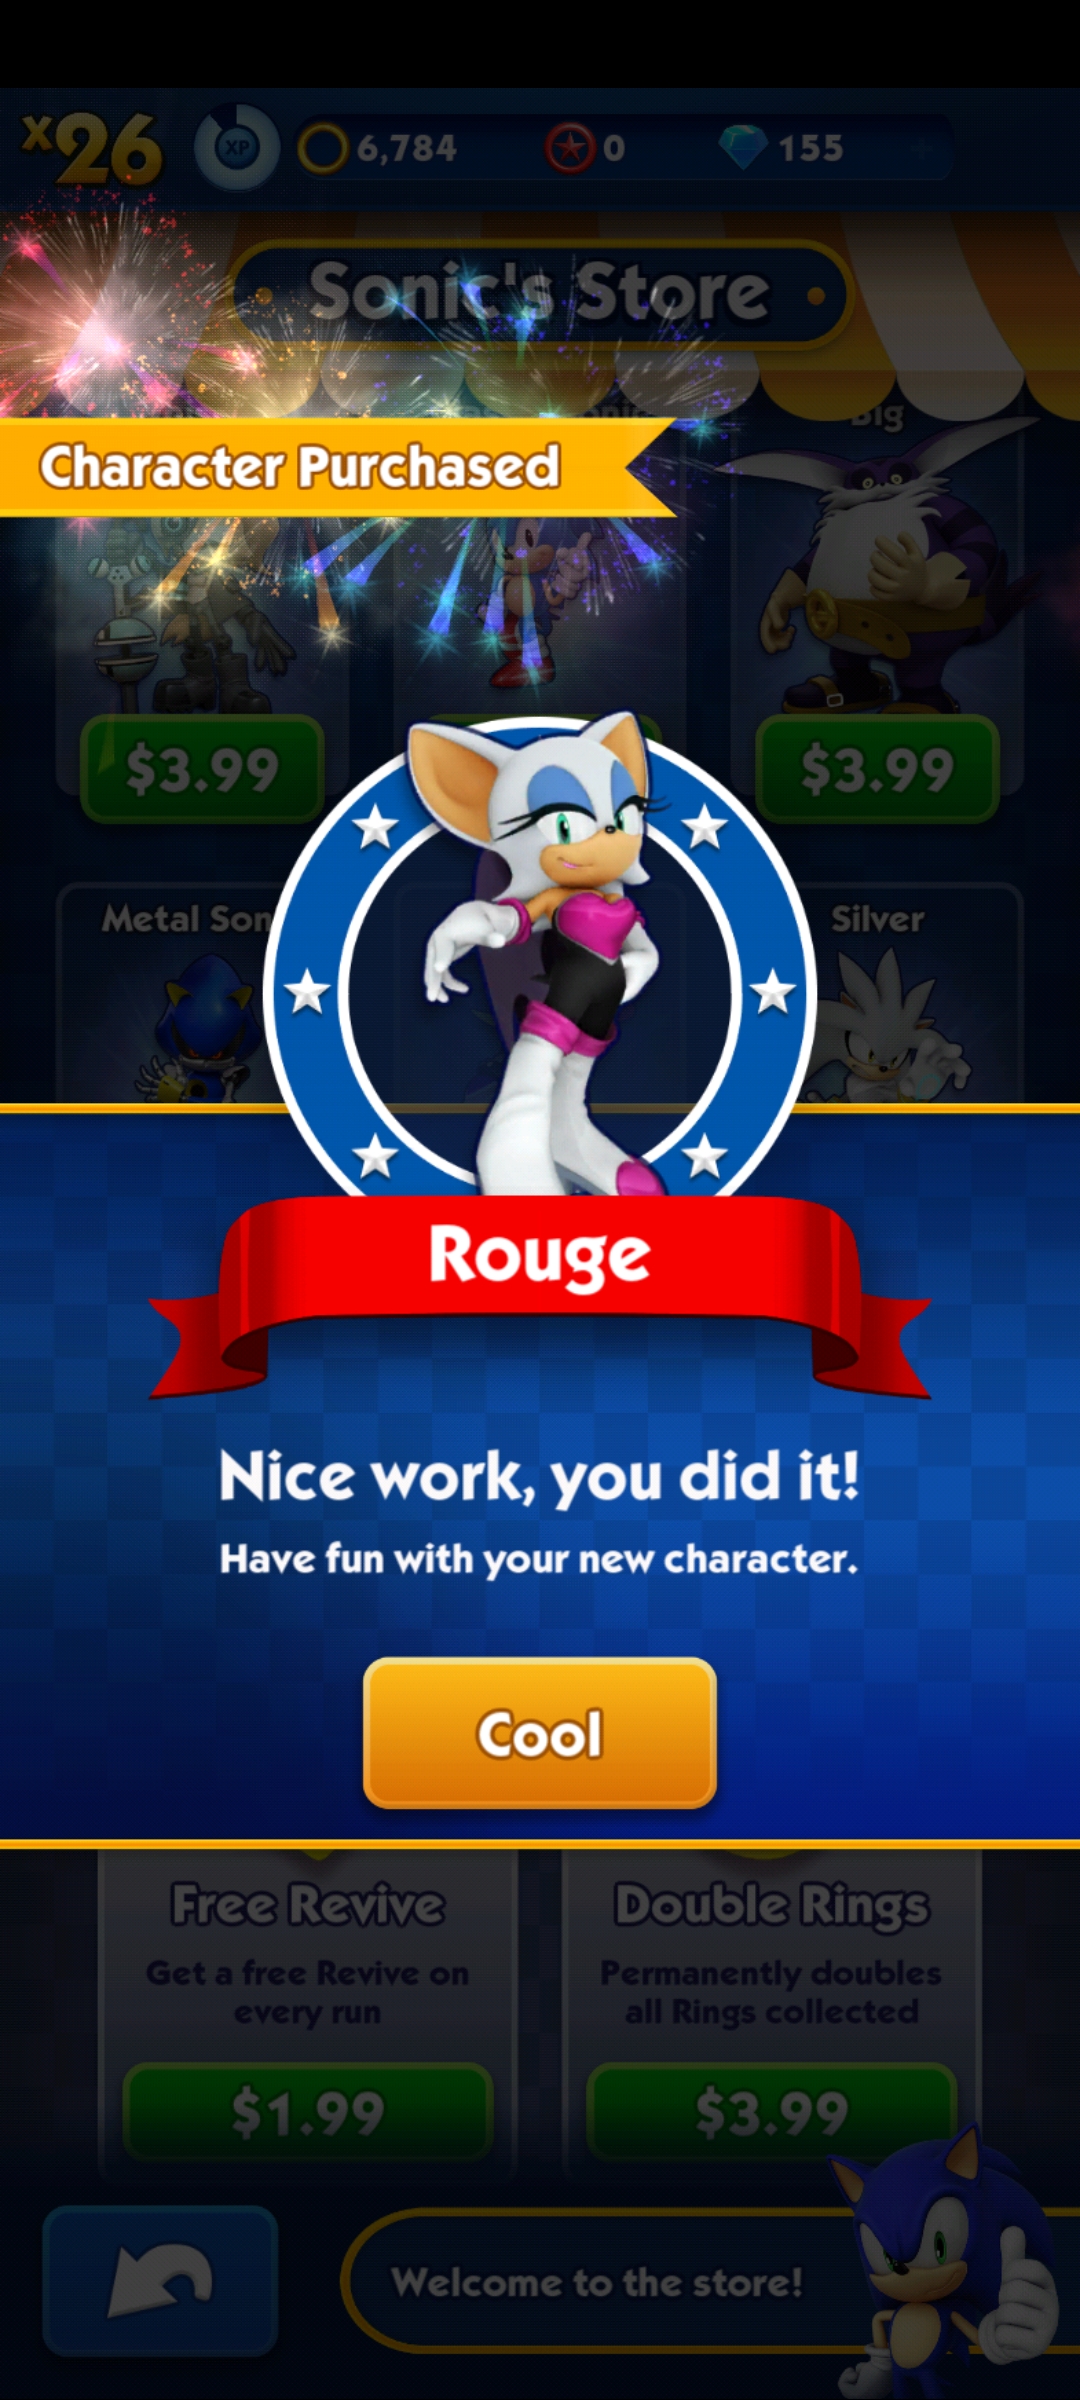 x26
XP
6,784
0
155
Sonic's Store
Big
Character Purchased
$3.99
$3.99
Metal Son
Silver
Rouge
Nice work, you did it!
Have fun with your new character.
Cool
Free Revive
Double Rings
Get a free Revive on
every run
Permanently doubles
all Rings collected
$1.99
$3.99
Welcome to the store!